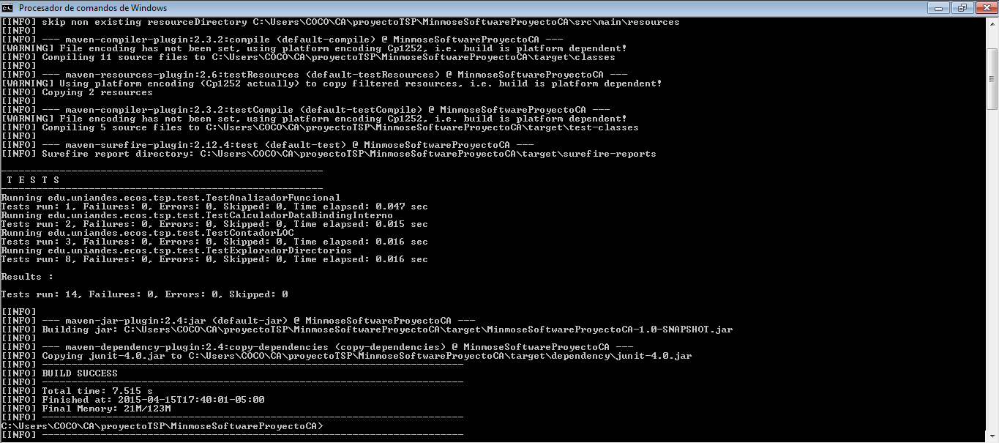 Procesador de comandos de Windows
[INFO] skip non existing resourceDirectory C:\Users\COCO\CA\proyectoTSP\MinmoseSoftwareProyectoCA\src\main\resources
[INFO]
[INFO] --- maven-compiler-plugin:2.3.2:compile (default-compile) @ MinmoseSoftwareProyectoCA ---
[WARNING] File encoding has not been set, using platform encoding Cp1252, i.e. build is platform dependent!
[INFO] Compiling 11 source files to C:\Users\COCO\CA\proyectoTSP\MinmoseSoftwareProyectoCA\target\classes
[INFO]
[INFO] --- maven-resources-plugin:2.6:testResources (default-testResources) @ MinmoseSoftwareProyectoCA ---
[WARNING] Using platform encoding (Cp1252 actually) to copy filtered resources, i.e. build is platform dependent!
[INFO] Copying 2 resources
[INFO]
[INFO] --- maven-compiler-plugin:2.3.2:testCompile (default-testCompile) @ MinmoseSoftwareProyectoCA ---
[WARNING] File encoding has not been set, using platform encoding Cp1252, i.e. build is platform dependent!
[INFO] Compiling 5 source files to C:\Users\COCO\CA\proyectoTSP\MinmoseSoftwareProyectoCA\target\test-classes
[INFO]
[INFO] --- maven-surefire-plugin:2.12.4:test (default-test) @ MinmoseSoftwareProyectoCA ---
[INFO] Surefire report directory: C:\Users\COCO\CA\proyectoTSP\MinmoseSoftwareProyectoCA\target\surefire-reports
-------------------------------------------------------
 T E S T S
-------------------------------------------------------
Running edu.uniandes.ecos.tsp.test.TestAnalizadorFuncional
Tests run: 1, Failures: 0, Errors: 0, Skipped: 0, Time elapsed: 0.047 sec
Running edu.uniandes.ecos.tsp.test.TestCalculadorDataBindingInterno
Tests run: 2, Failures: 0, Errors: 0, Skipped: 0, Time elapsed: 0.015 sec
Running edu.uniandes.ecos.tsp.test.TestContadorLOC
Tests run: 3, Failures: 0, Errors: 0, Skipped: 0, Time elapsed: 0.016 sec
Running edu.uniandes.ecos.tsp.test.TestExploradorDirectorios
Tests run: 8, Failures: 0, Errors: 0, Skipped: 0, Time elapsed: 0.016 sec
Results :
Tests run: 14, Failures: 0, Errors: 0, Skipped: 0
[INFO]
[INFO] --- maven-jar-plugin:2.4:jar (default-jar) @ MinmoseSoftwareProyectoCA ---
[INFO] Building jar: C:\Users\COCO\CA\proyectoTSP\MinmoseSoftwareProyectoCA\target\MinmoseSoftwareProyectoCA-1.0-SNAPSHOT.jar
[INFO]
[INFO] --- maven-dependency-plugin:2.4:copy-dependencies (copy-dependencies) @ MinmoseSoftwareProyectoCA ---
[INFO] Copying junit-4.0.jar to C:\Users\COCO\CA\proyectoTSP\MinmoseSoftwareProyectoCA\target\dependency\junit-4.0.jar
[INFO] ------------------------------------------------------------------------
[INFO] BUILD SUCCESS
[INFO] ------------------------------------------------------------------------
[INFO] Total time: 7.515 s
[INFO] Finished at: 2015-04-15T17:40:01-05:00
[INFO] Final Memory: 21M/123M
[INFO] ------------------------------------------------------------------------
C:\Users\COCO\CA\proyectoTSP\MinmoseSoftwareProyectoCA>
[INFO] ------------------------------------------------------------------------